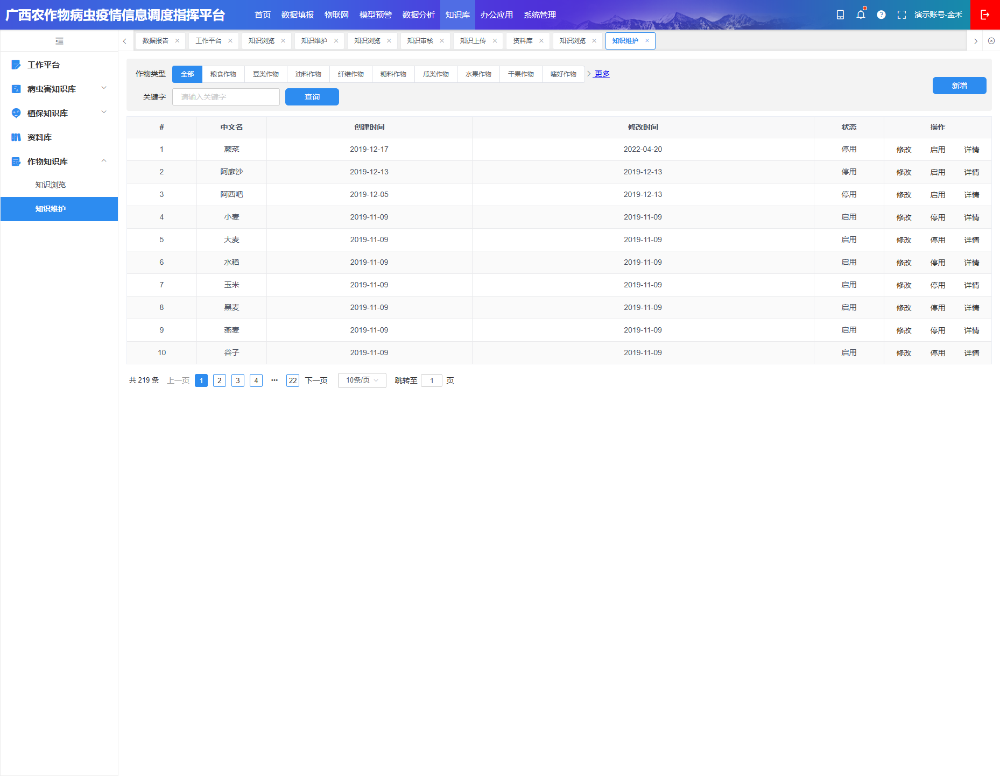 广西农作物病虫疫情信息调度指挥平台 首页 数据填报 物联网 模型预警 数据分析 知识库 办公应用 系统管理 演示账号-金禾
数据报告 工作平台 知识浏览 知识维护 知识浏览 知识审核 知识上传 资料库 知识浏览 知识维护
工作平台
病虫害知识库
植保知识库
资料库
作物知识库
知识浏览
知识维护
作物类型 全部 粮食作物 豆类作物 油料作物 纤维作物 糖料作物 瓜类作物 水果作物 干果作物 嗜好作物 更多
关键字 请输入关键字 查询
新增
# 中文名 创建时间 修改时间 状态 操作
1 蕨菜 2019-12-17 2022-04-20 停用 修改 启用 详情
2 阿廖沙 2019-12-13 2019-12-13 停用 修改 启用 详情
3 阿西吧 2019-12-05 2019-12-13 停用 修改 启用 详情
4 小麦 2019-11-09 2019-11-09 启用 修改 停用 详情
5 大麦 2019-11-09 2019-11-09 启用 修改 停用 详情
6 水稻 2019-11-09 2019-11-09 启用 修改 停用 详情
7 玉米 2019-11-09 2019-11-09 启用 修改 停用 详情
8 黑麦 2019-11-09 2019-11-09 启用 修改 停用 详情
9 燕麦 2019-11-09 2019-11-09 启用 修改 停用 详情
10 谷子 2019-11-09 2019-11-09 启用 修改 停用 详情
共 219 条 上一页 1 2 3 4 ••• 22 下一页 10条/页 跳转至 1 页